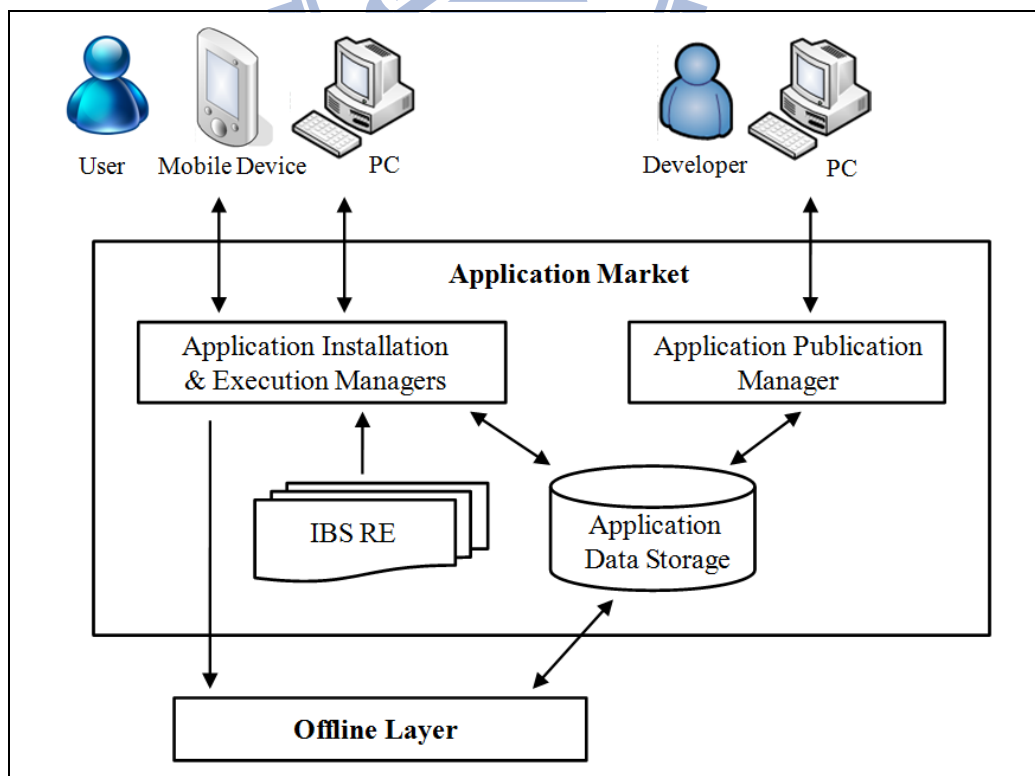 User
Mobile Device
PC
Developer
PC
Application Market
Application Installation
& Execution Managers
Application Publication
Manager
IBS RE
Application
Data Storage
Offline Layer